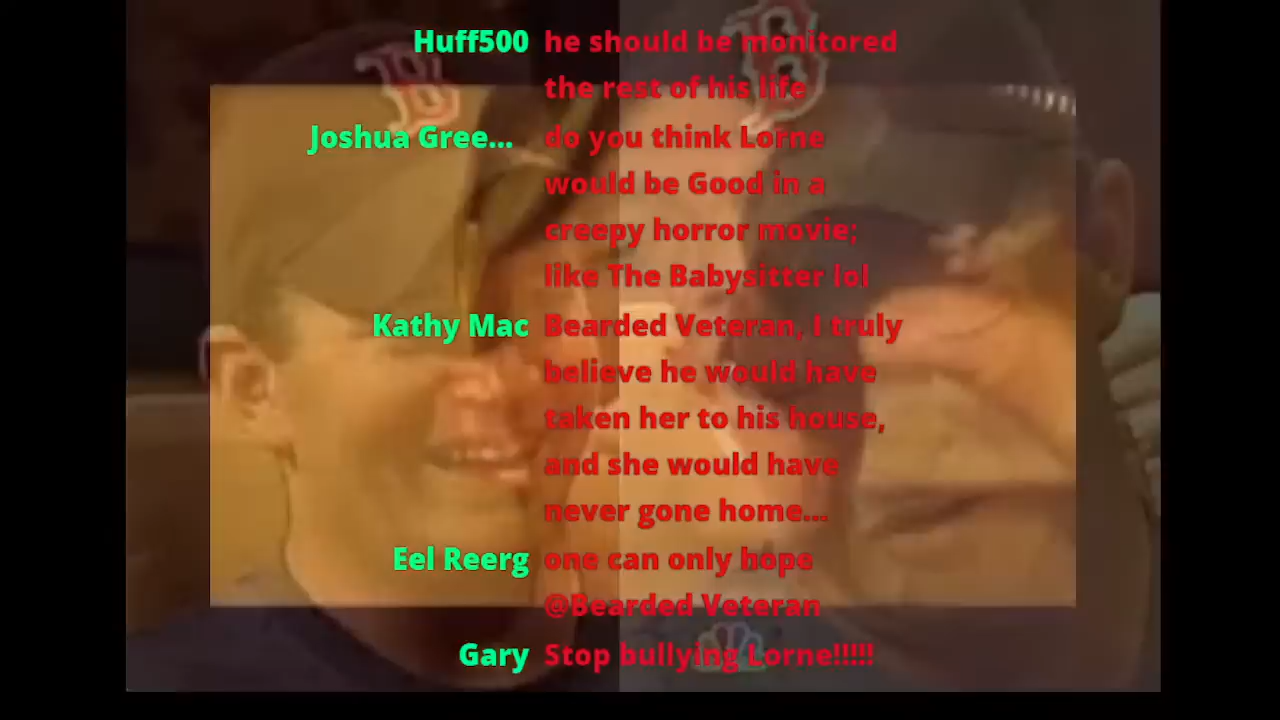 Huff500 he should be monitored
the rest of his life
Joshua Gree... do you think Lorne
would be Good in a
creepy horror movie;
like The Babysitter lol
Kathy Mac Bearded Veteran, I truly
believe he would have
taken her to his house,
and she would have
never gone home...
Eel Reerg one can only hope
@Bearded Veteran
Gary Stop bullying Lorne!!!!!
B
B